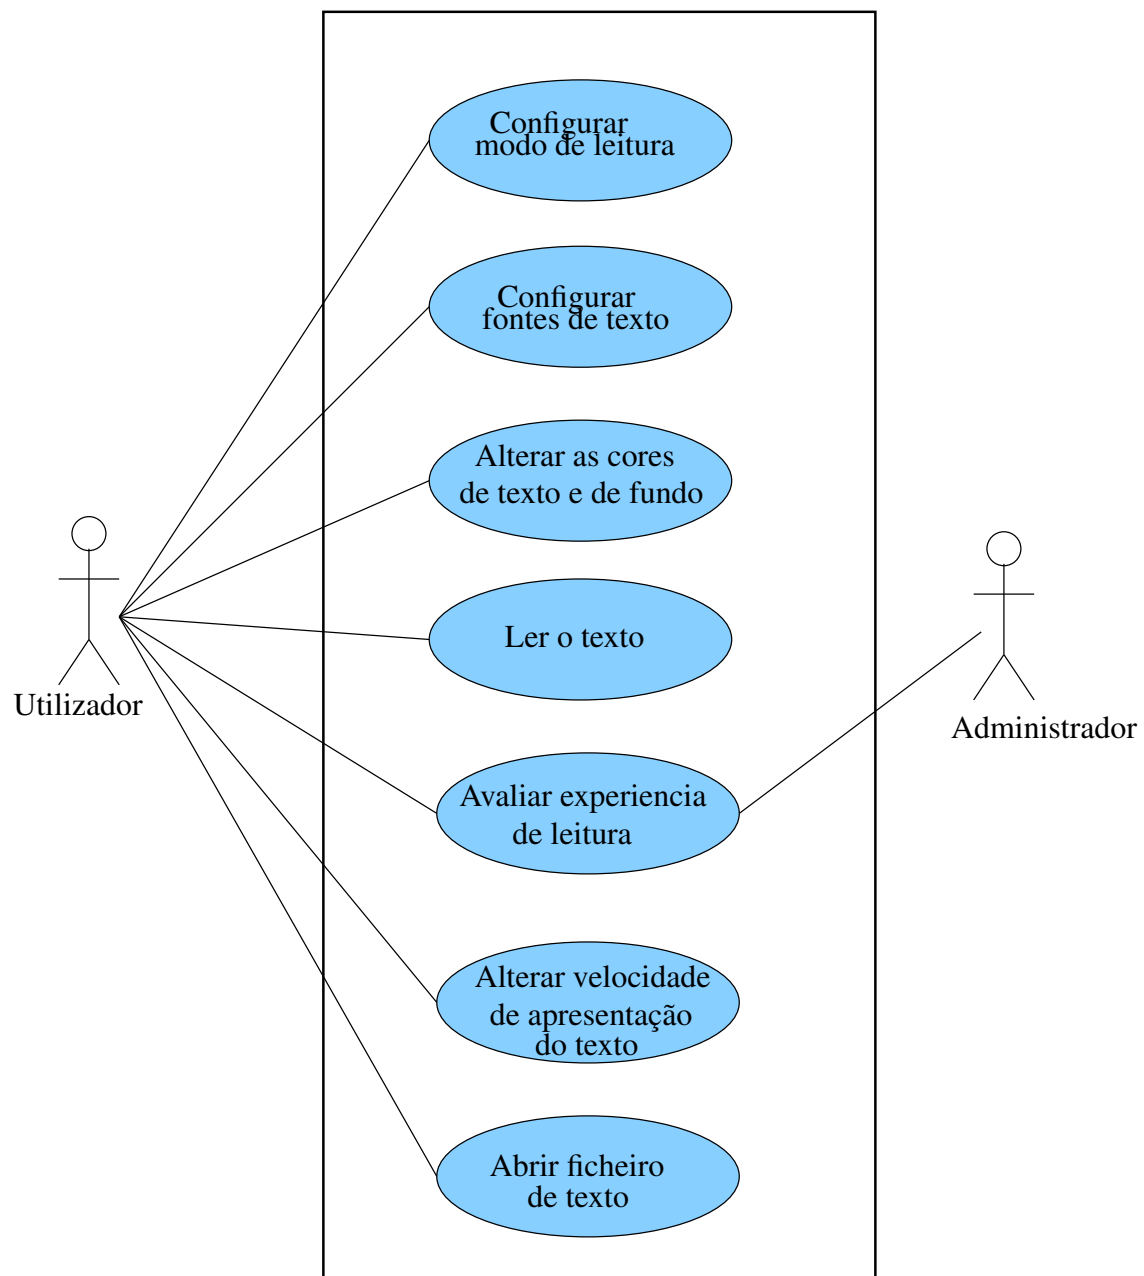 Configurar
modo de leitura
Configurar
fontes de texto
Alterar as cores
de texto e de fundo
Ler o texto
Utilizador
Administrador
Avaliar experiencia
de leitura
Alterar velocidade
de apresentação
do texto
Abrir ficheiro
de texto